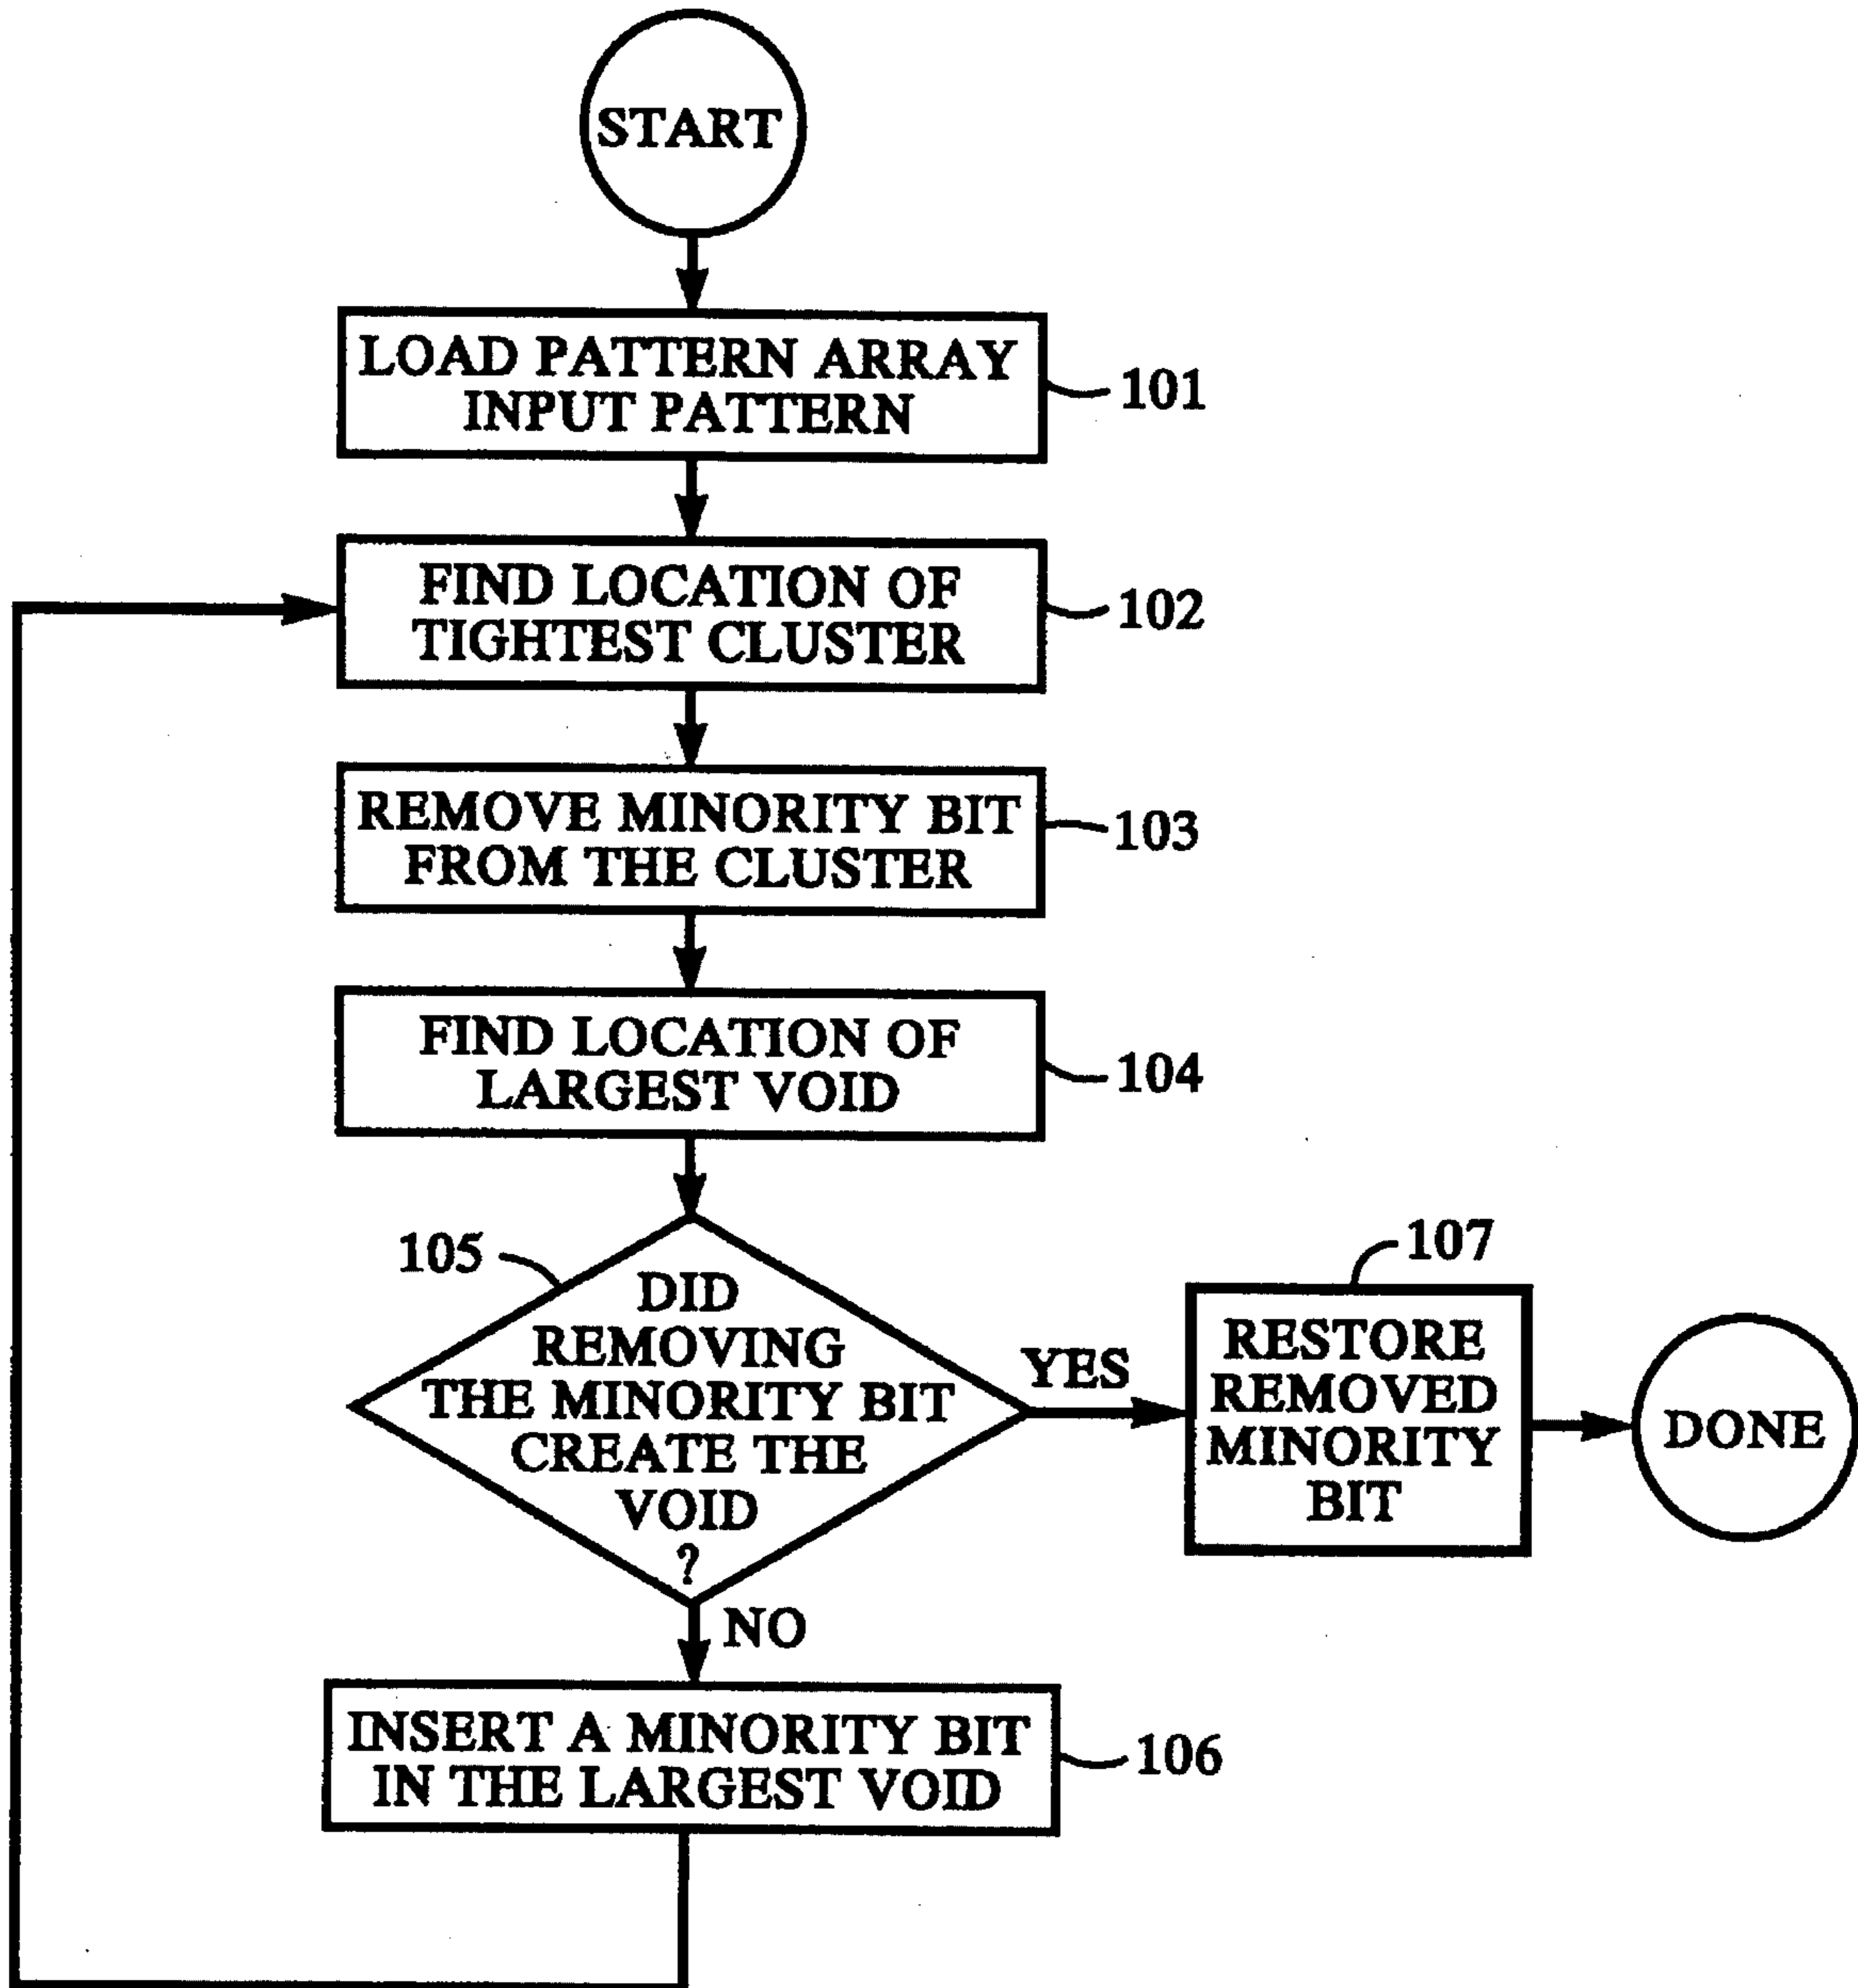 START
LOAD PATTERN ARRAY
INPUT PATTERN
101
FIND LOCATION OF
TIGHTEST CLUSTER
102
REMOVE MINORITY BIT
FROM THE CLUSTER
103
FIND LOCATION OF
LARGEST VOID
104
105
DID
REMOVING
THE MINORITY BIT
CREATE THE
VOID
?
YES
107
RESTORE
REMOVED
MINORITY
BIT
DONE
NO
INSERT A MINORITY BIT
IN THE LARGEST VOID
106